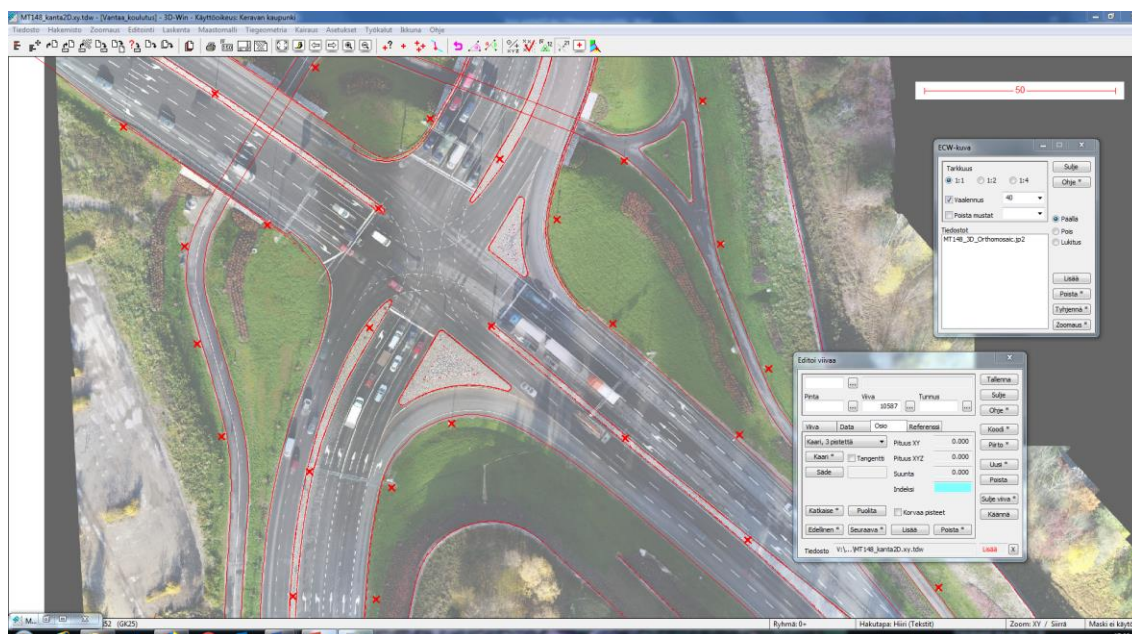 MT148_kanta2D.xy.tdw - [Vantaa_koulutus] - 3D-Win - Käyttöoikeus: Keravan kaupunki
Tiedosto Hakemisto Zoomaus Editointi Laskenta Maastomalli Tiegeometria Kairaus Asetukset Työkalut Ikkuna Ohje
50
ECW-kuva
Tarkkuus
1:1 1:2 1:4
Vaalennus 40
Poista mustat
Tiedostot
MT148_3D_Orthomosaic.jp2
Sulje
Ohje *
Päällä
Pois
Lukitus
Lisää
Poista *
Tyhjennä *
Zoomaus *
Editoi viivaa
Pinta Viiva Tunnus
10587
Viiva Data Osio Referenssi
Kaari, 3 pistettä Pituus XY 0.000
Kaari * Tangentti Pituus XYZ 0.000
Säde Suunta 0.000
Indeksi
Katkaise * Puolita Korvaa pisteet
Edellinen * Seuraava * Lisää Poista *
Tallenna
Sulje
Ohje *
Koodi *
Piirto *
Uusi *
Poista
Sulje viiva *
Käännä
Tiedosto V:\,...\MT148_kanta2D.xy.tdw Lisää X
M...
(GK25) Ryhmä: 0+ Hakutapa: Hiiri (Tekstit) Zoom: XY / Siirrä Maski ei käytö